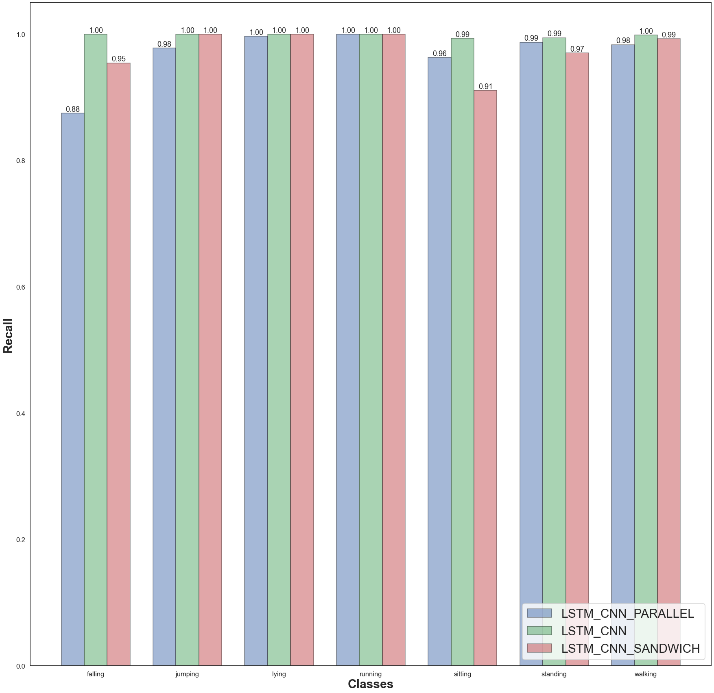 1.00 1.00 1.00 1.00 1.00 1.00 1.00 1.00 1.00 0.99 0.99 0.99 1.00 0.99
0.98 0.98
0.95 0.96 0.97
0.91
0.88
1.0
0.8
0.6
0.4
0.2
0.0
Recall
LSTM_CNN_PARALLEL
LSTM_CNN
LSTM_CNN_SANDWICH
falling jumping lying running sitting standing walking
Classes